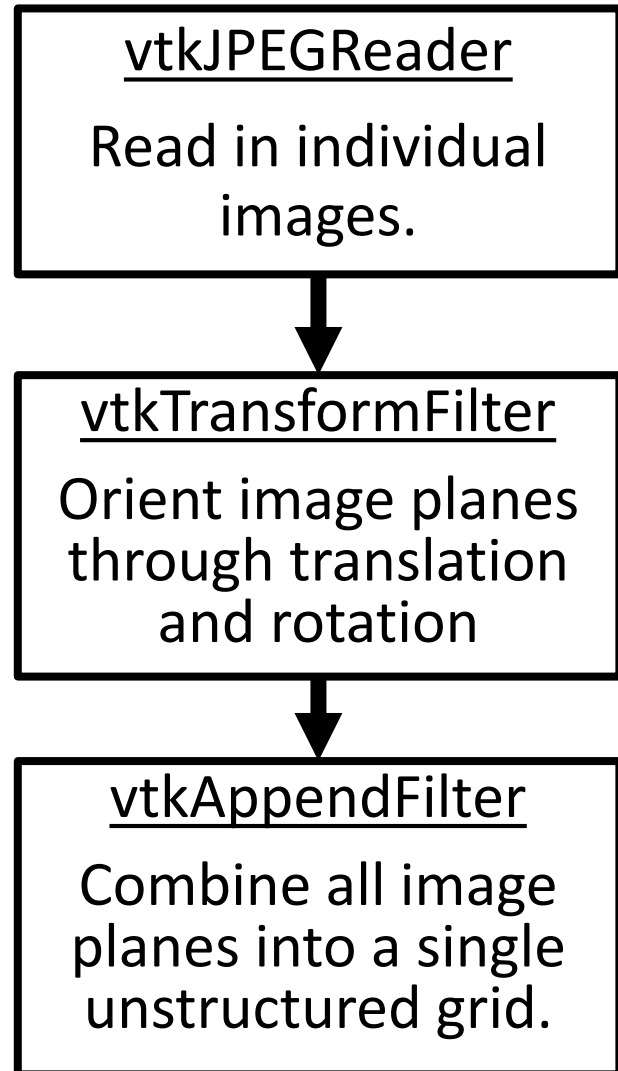 vtkJPEGReader
Read in individual
images.
vtkTransformFilter
Orient image planes
through translation
and rotation
vtkAppendFilter
Combine all image
planes into a single
unstructured grid.